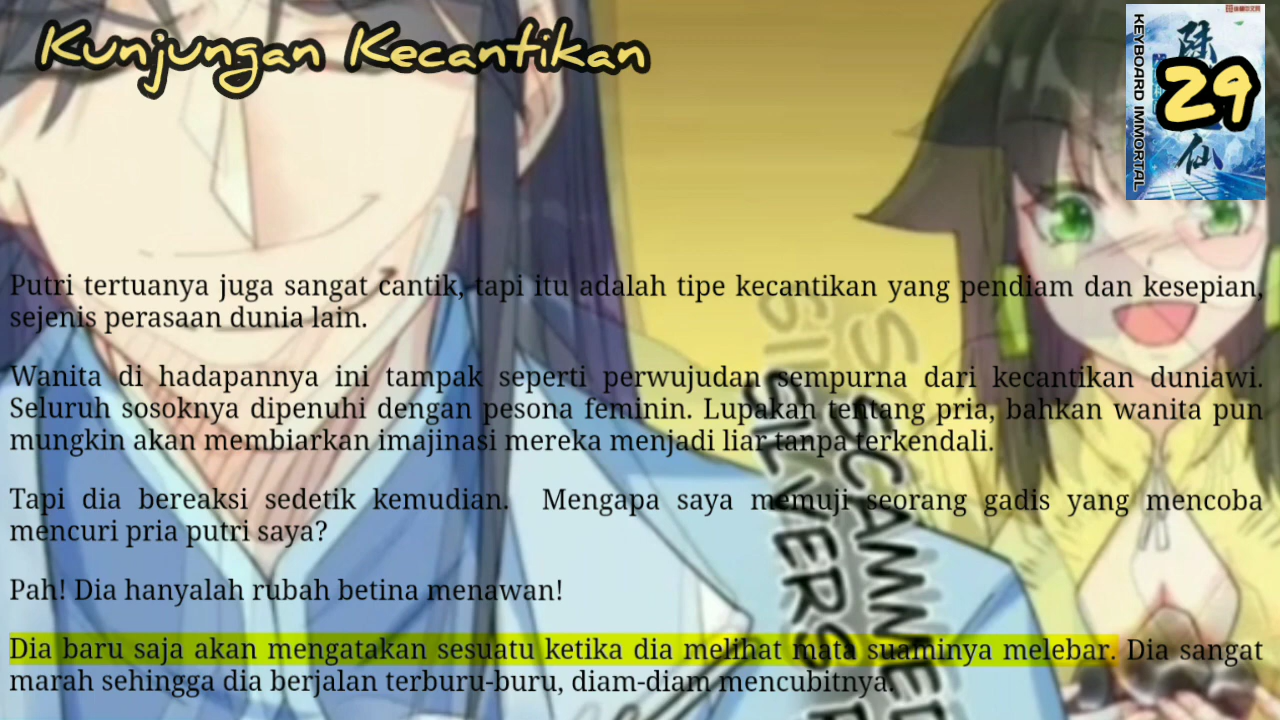 Kunjungan Kecantikan
KEYBOARD IMMORTAL
29
Putri tertuanya juga sangat cantik, tapi itu adalah tipe kecantikan yang pendiam dan kesepian,
sejenis perasaan dunia lain.
Wanita di hadapannya ini tampak seperti perwujudan sempurna dari kecantikan duniawi.
Seluruh sosoknya dipenuhi dengan pesona feminin. Lupakan tentang pria, bahkan wanita pun
mungkin akan membiarkan imajinasi mereka menjadi liar tanpa terkendali.
Tapi dia bereaksi sedetik kemudian. Mengapa saya memuji seorang gadis yang mencoba
mencuri pria putri saya?
Pah! Dia hanyalah rubah betina menawan!
Dia baru saja akan mengatakan sesuatu ketika dia melihat mata suaminya melebar. Dia sangat
marah sehingga dia berjalan terburu-buru, diam-diam mencubitnya.